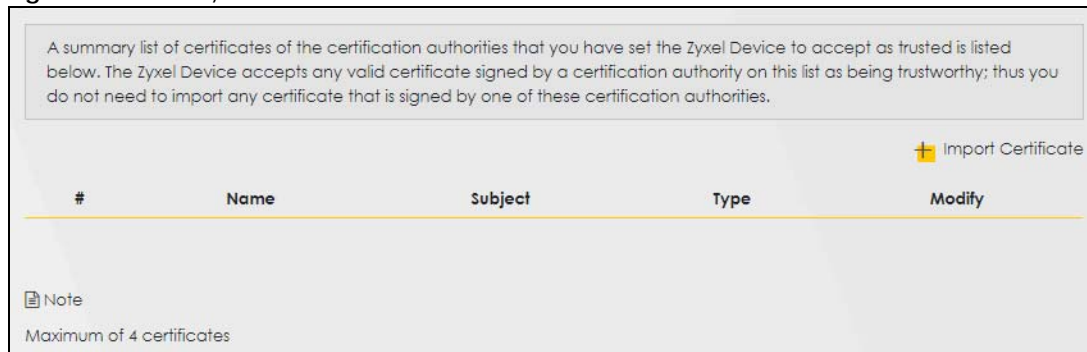 A summary list of certificates of the certification authorities that you have set the Zyxel Device to accept as trusted is listed
below. The Zyxel Device accepts any valid certificate signed by a certification authority on this list as being trustworthy; thus you
do not need to import any certificate that is signed by one of these certification authorities.
+ Import Certificate
# Name Subject Type Modify
Note
Maximum of 4 certificates